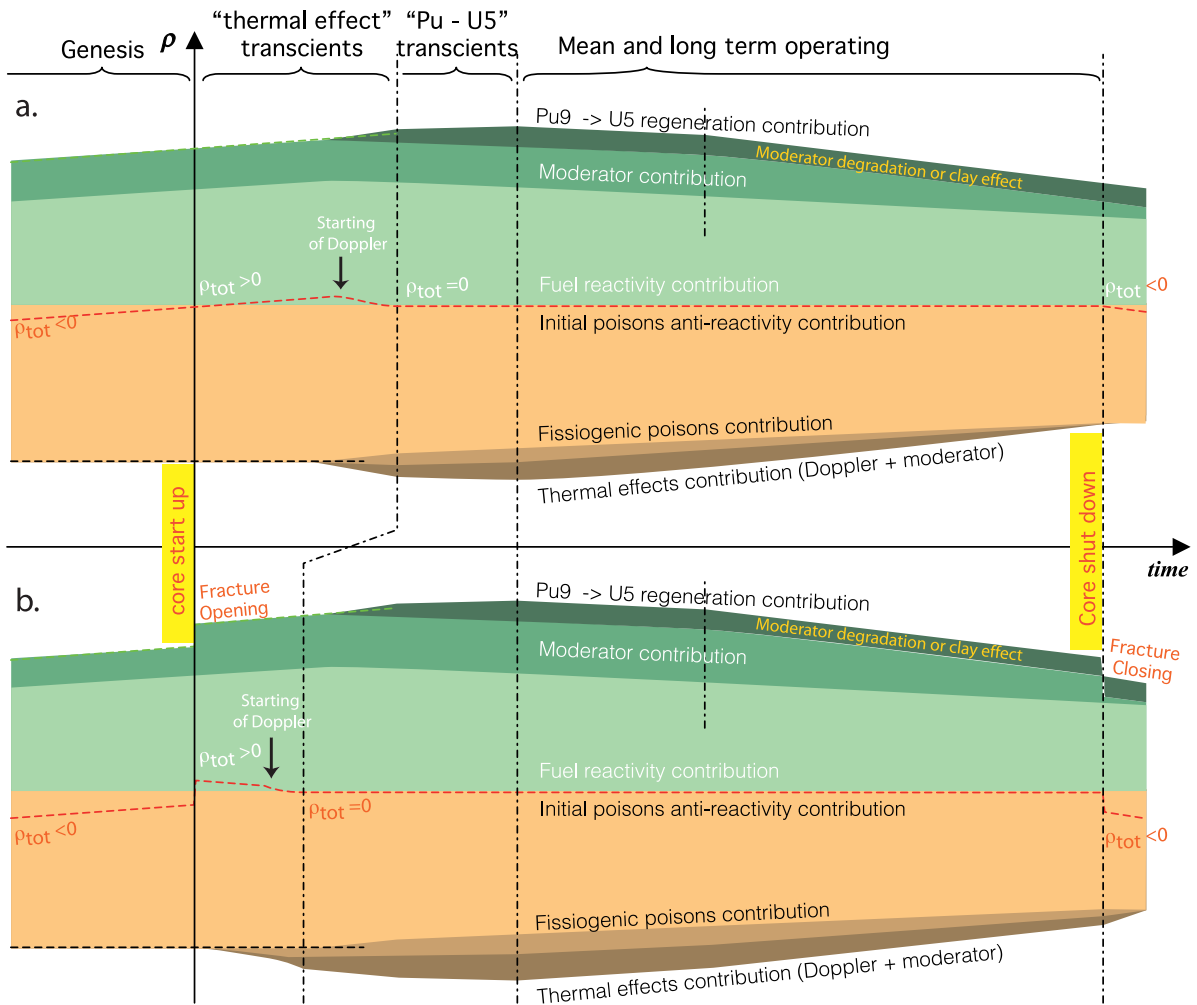 Genesis
ρ
“thermal effect”
transcients
“Pu - U5”
transcients
Mean and long term operating
a.
Pu9 -> U5 regeneration contribution
Moderator degradation or clay effect
Moderator contribution
Starting
of Doppler
ρtot >0
ρtot =0
Fuel reactivity contribution
ρtot <0
ρtot <0
Initial poisons anti-reactivity contribution
Fissiogenic poisons contribution
Thermal effects contribution (Doppler + moderator)
core start up
Core shut down
time
b.
Fracture
Opening
Pu9 -> U5 regeneration contribution
Moderator degradation or clay effect
Moderator contribution
Fracture
Closing
Starting
of Doppler
ρtot >0
Fuel reactivity contribution
ρtot =0
Initial poisons anti-reactivity contribution
ρtot <0
ρtot <0
Fissiogenic poisons contribution
Thermal effects contribution (Doppler + moderator)